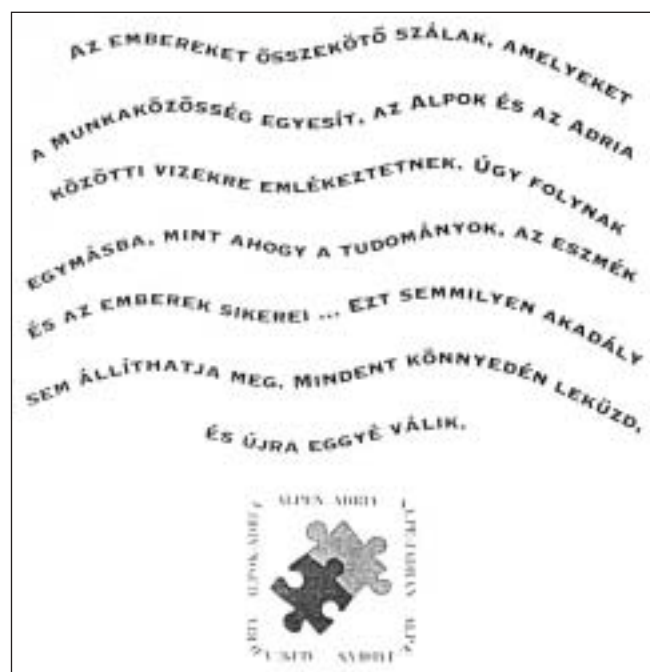 AZ EMBEREKET ÖSSZEKÖTŐ SZÁLAK, AMELYEKET
A MUNKAKÖZÖSSÉG EGYESÍT, AZ ALPOK ÉS AZ ADRIA
KÖZÖTTI VIZEKRE EMLÉKEZTETNEK. ÚGY FOLYNAK
EGYMÁSBA, MINT AHOGY A TUDOMÁNYOK, AZ ESZMÉK
ÉS AZ EMBEREK SIKEREI ... EZT SEMMILYEN AKADÁLY
SEM ÁLLÍTHATJA MEG. MINDENT KÖNNYEDÉN LEKÜZD,
ÉS ÚJRA EGGYÉ VÁLIK.
ALPEN ADRIA